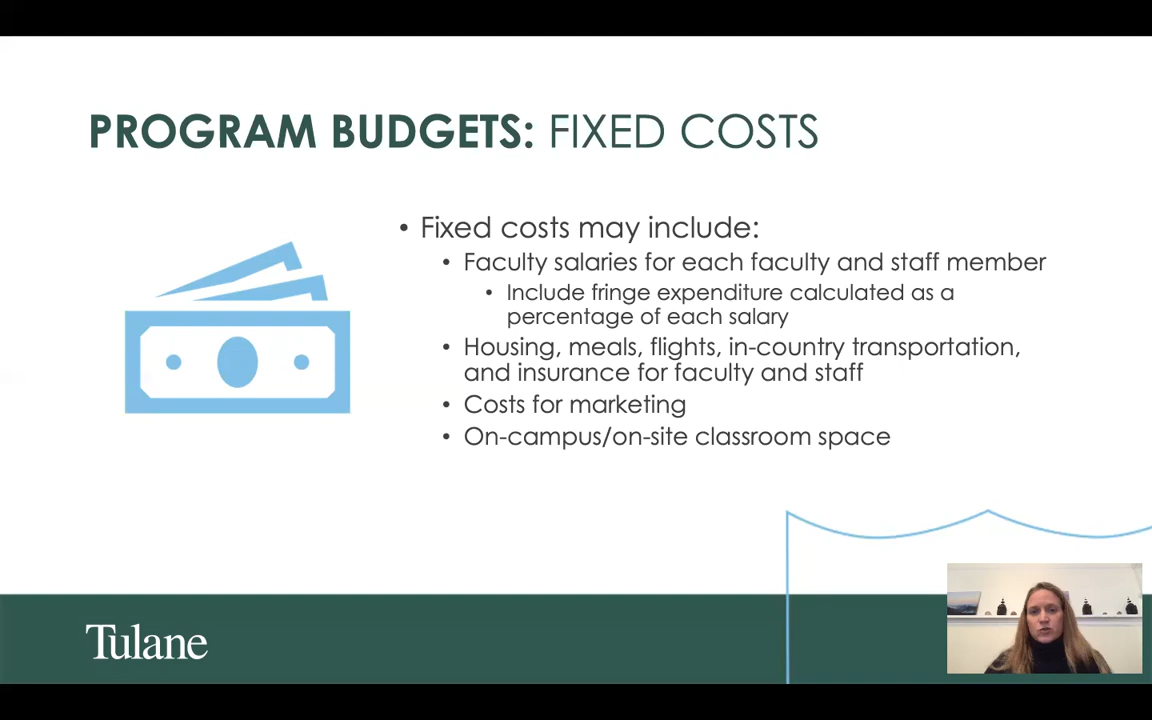 PROGRAM BUDGETS: FIXED COSTS
• Fixed costs may include:
• Faculty salaries for each faculty and staff member
• Include fringe expenditure calculated as a
percentage of each salary
• Housing, meals, flights, in-country transportation,
and insurance for faculty and staff
• Costs for marketing
• On-campus/on-site classroom space
Tulane